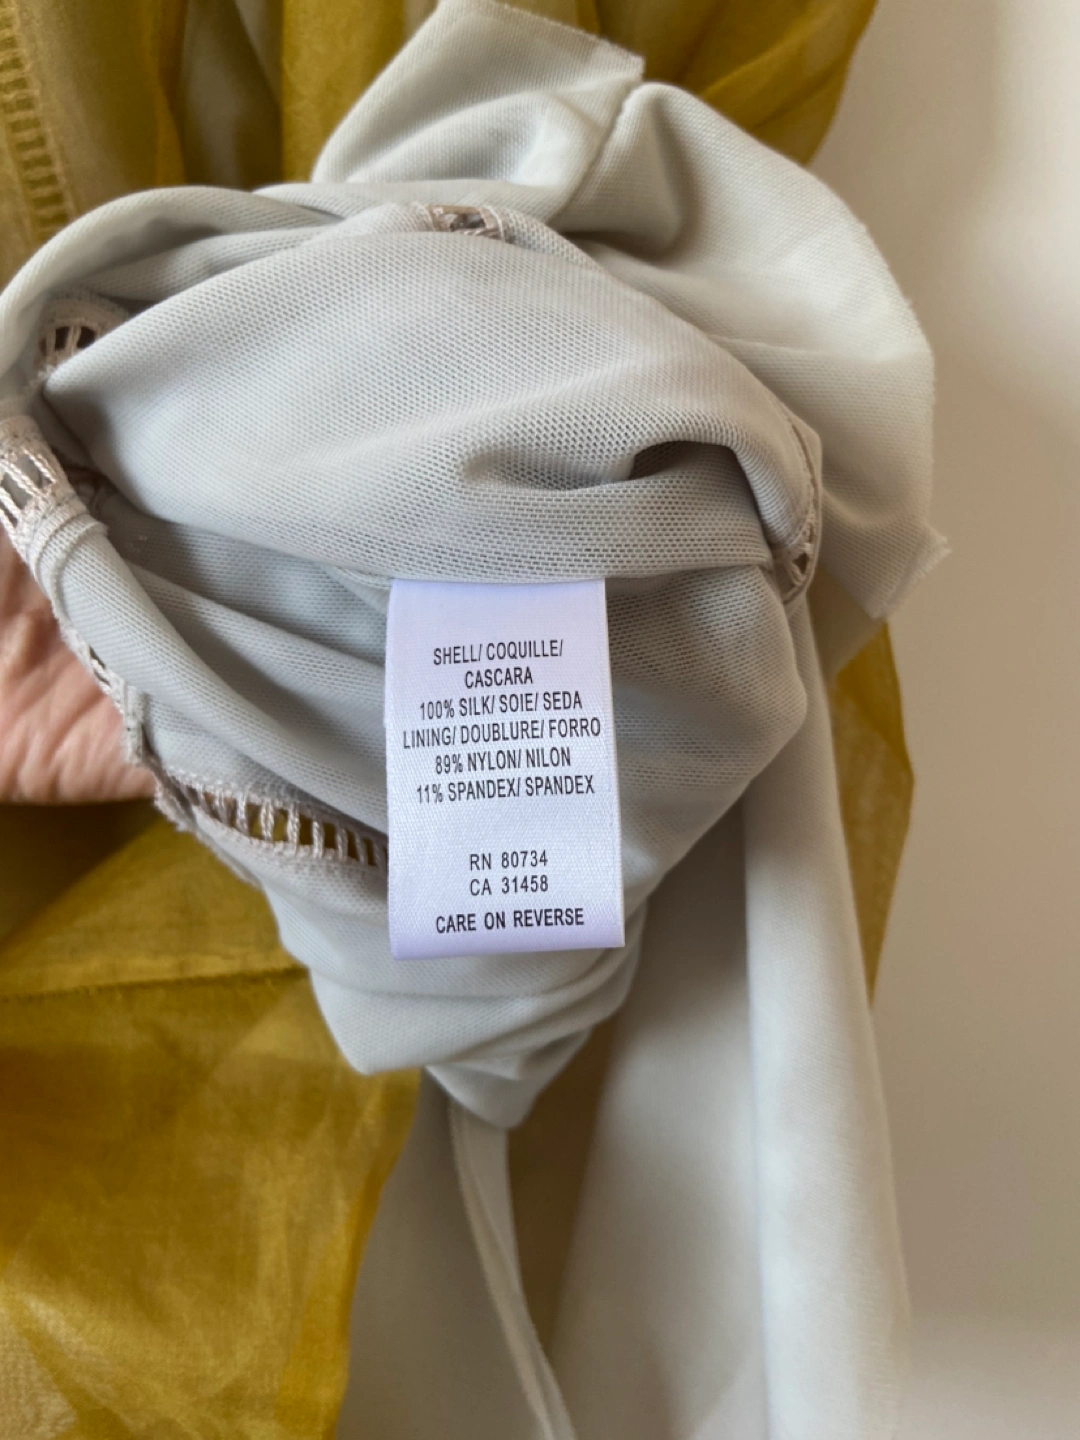 SHELL/ COQUILLE/
CASCARA
100% SILK/ SOIE/ SEDA
LINING/ DOUBLURE/ FORRO
89% NYLON/ NILON
11% SPANDEX/ SPANDEX
RN 80734
CA 31458
CARE ON REVERSE